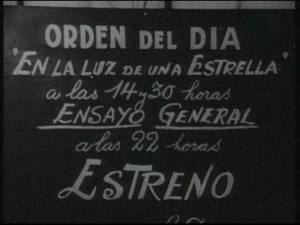 ORDEN DEL DIA
"EN LA LUZ DE UNA ESTRELLA"
a las 14 y 30 horas
ENSAYO GENERAL
a las 22 horas
ESTRENO